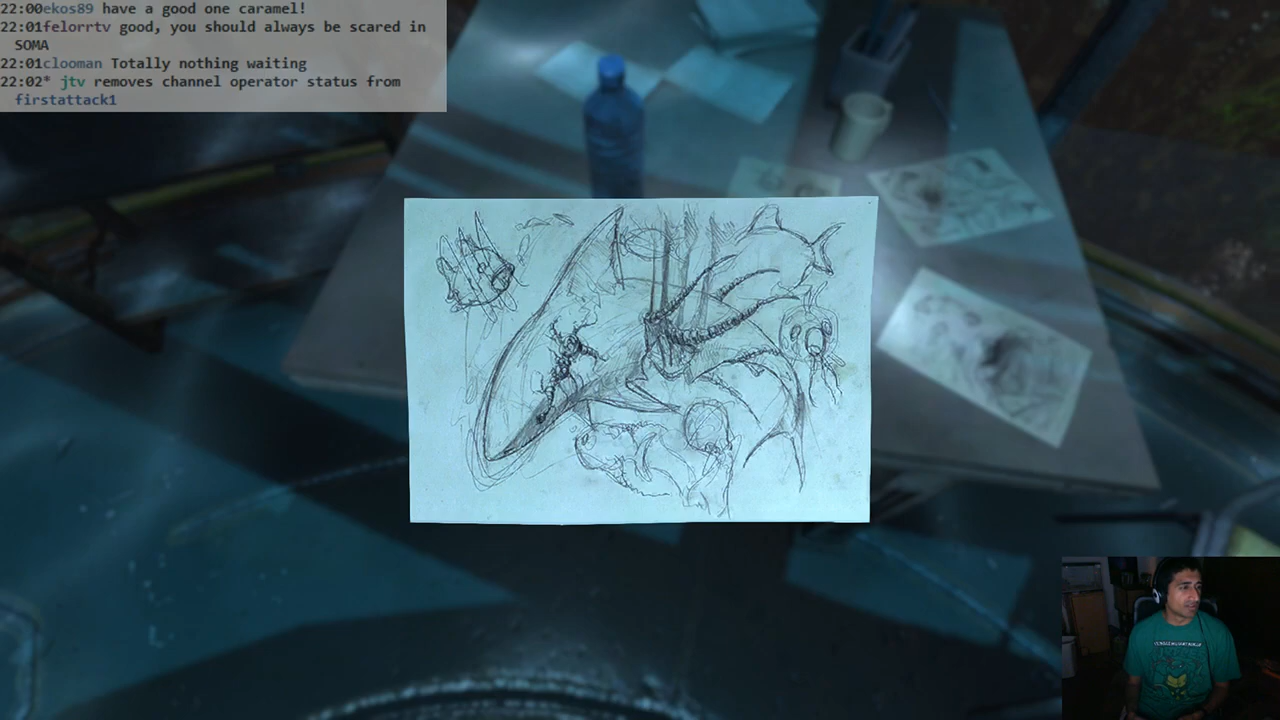 22:00ekos89 have a good one caramel!
22:01felorrtv good, you should always be scared in
SOMA
22:01clooman Totally nothing waiting
22:02* jtv removes channel operator status from
firstattack1